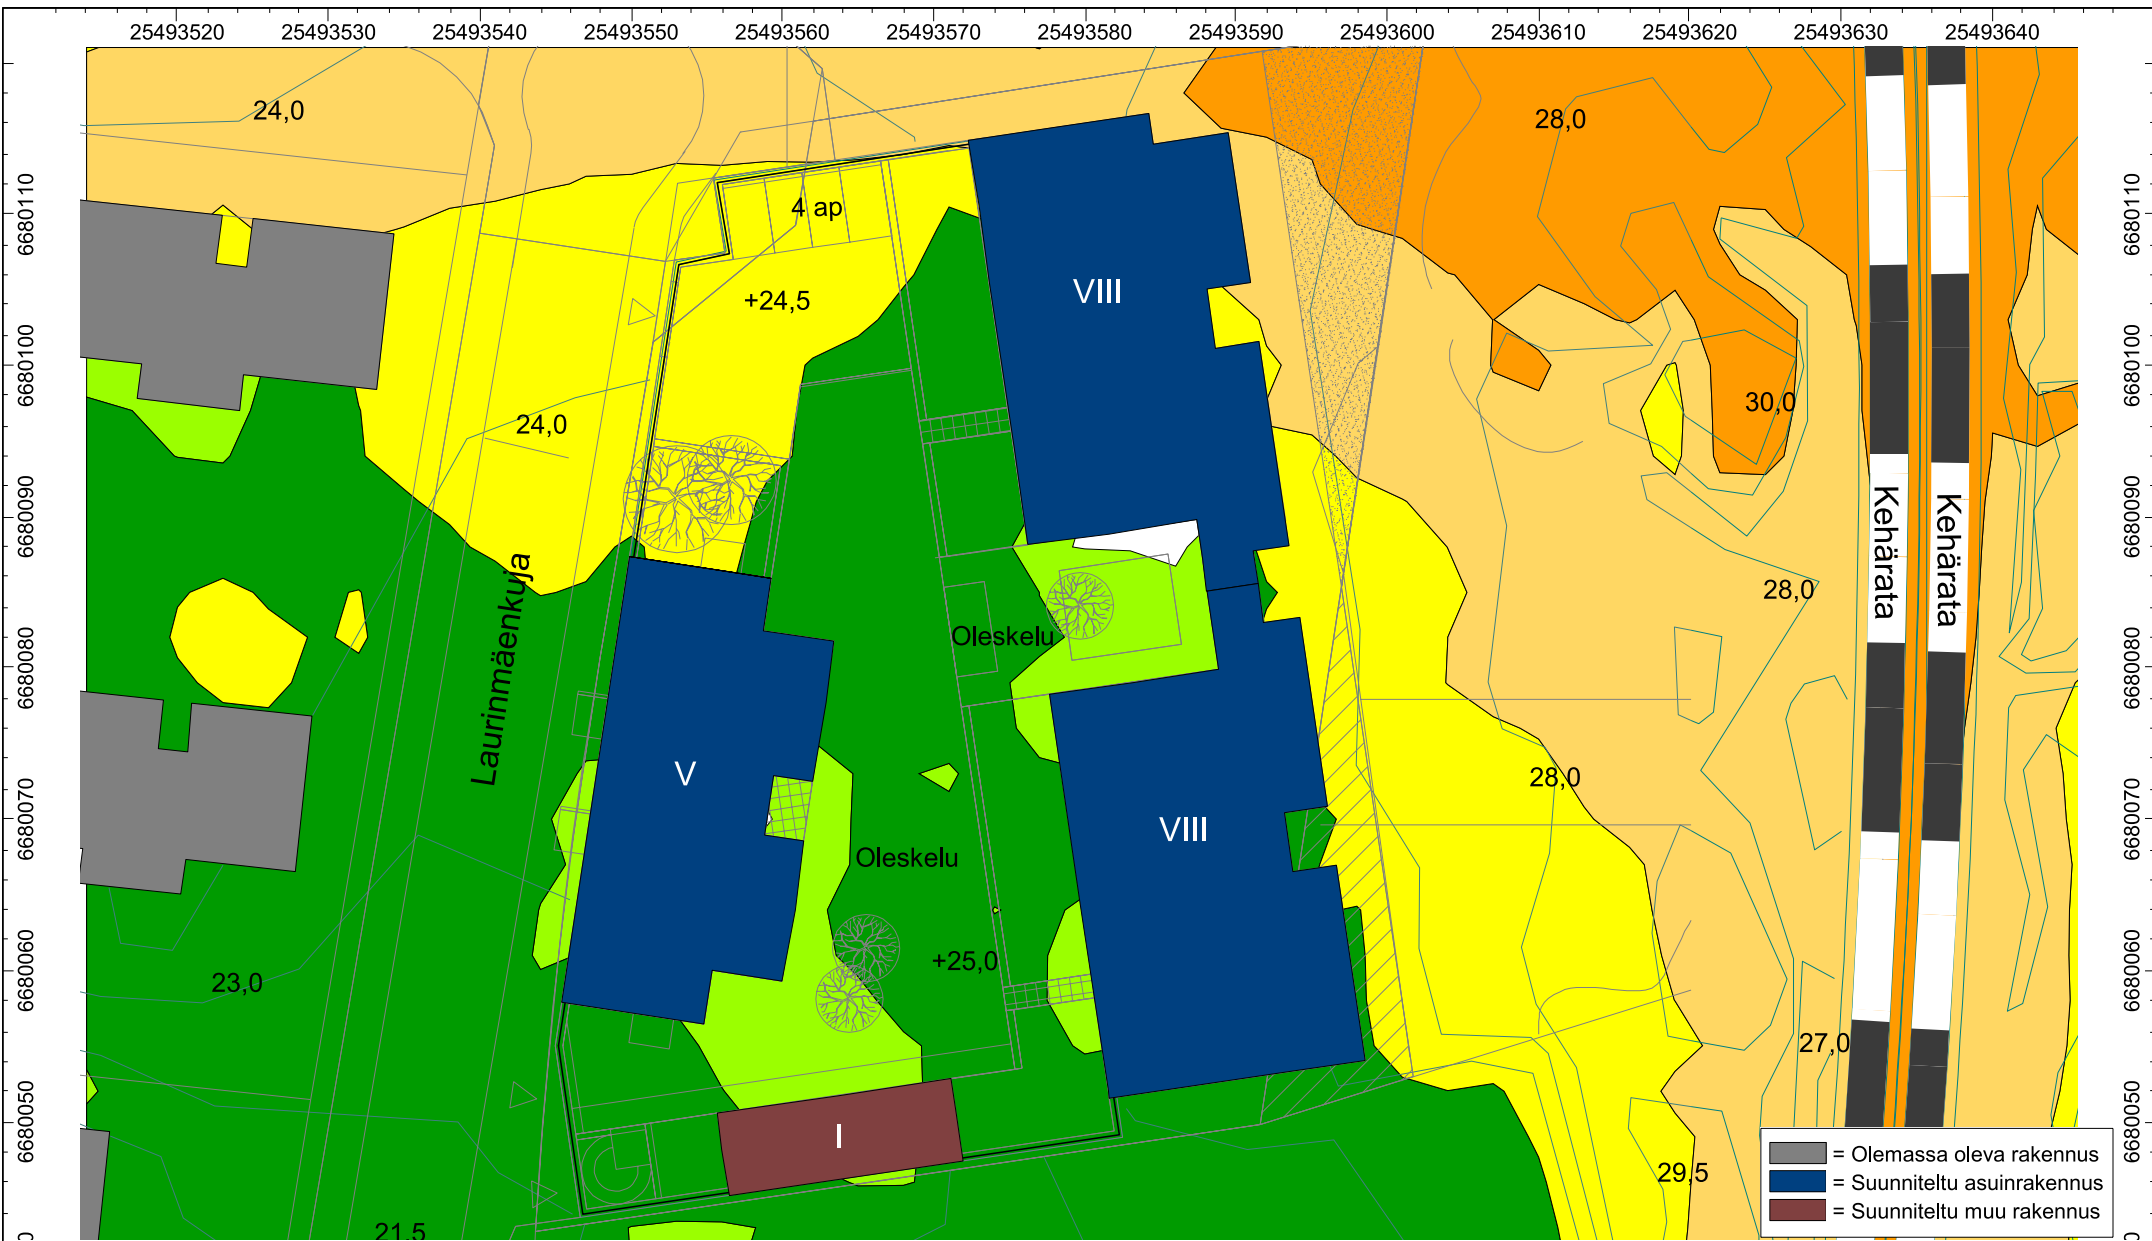 25493520 25493530 25493540 25493550 25493560 25493570 25493580 25493590 25493600 25493610 25493620 25493630 25493640
24,0
28,0
6680110
4 ap
6680110
VIII
+24,5
6680100
6680100
30,0
24,0
6680090
Kehärata
Kehärata
6680090
28,0
Laurinmäenkuja
Oleskelu
6680080
6680080
V
28,0
6680070
VIII
6680070
Oleskelu
6680060
23,0
+25,0
6680060
27,0
6680050
6680050
I
29,5
21,5
= Olemassa oleva rakennus
= Suunniteltu asuinrakennus
= Suunniteltu muu rakennus